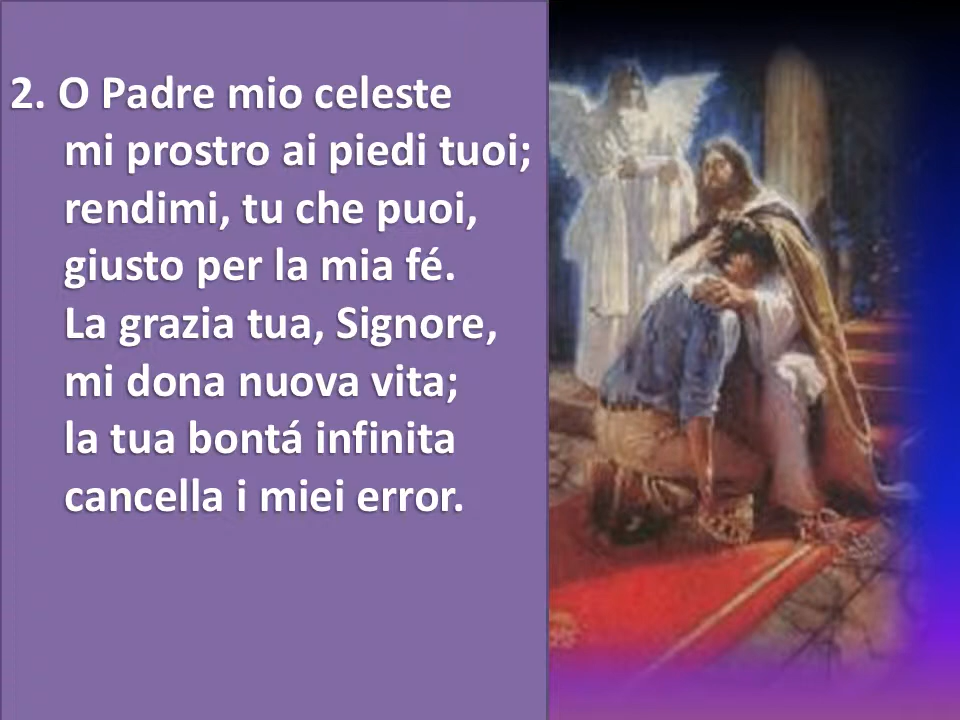 2. O Padre mio celeste
mi prostro ai piedi tuoi;
rendimi, tu che puoi,
giusto per la mia fé.
La grazia tua, Signore,
mi dona nuova vita;
la tua bontá infinita
cancella i miei error.